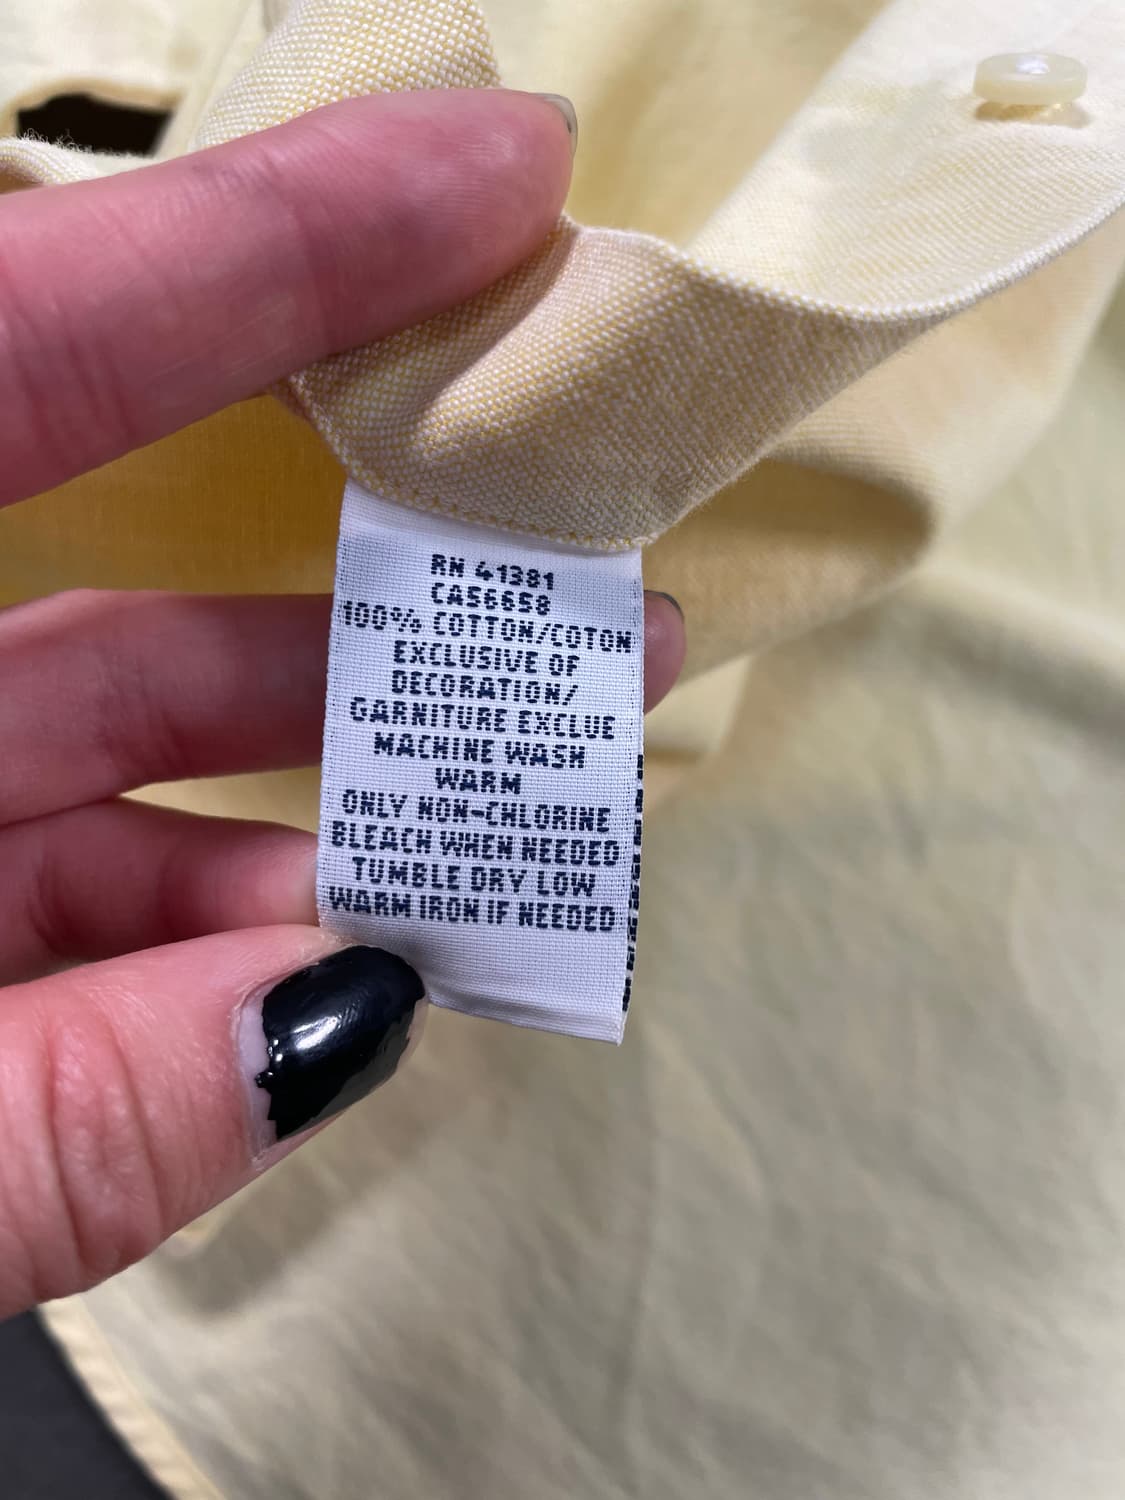 RN 41381
CA56658
100% COTTON/COTON
EXCLUSIVE OF
DECORATION/
GARNITURE EXCLUE
MACHINE WASH
WARM
ONLY NON-CHLORINE
BLEACH WHEN NEEDED
TUMBLE DRY LOW
WARM IRON IF NEEDED